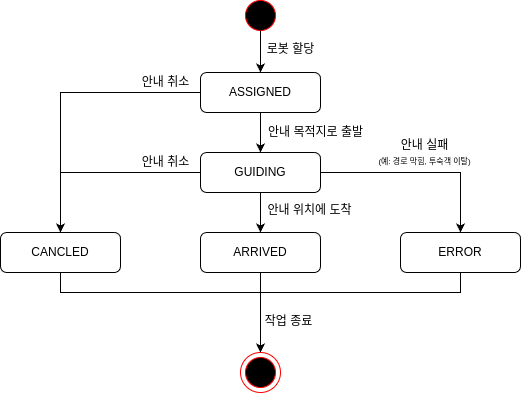 로봇 할당
안내 취소
ASSIGNED
안내 목적지로 출발
안내 취소
GUIDING
안내 실패
(예: 경로 막힘, 투숙객 이탈)
안내 위치에 도착
CANCLED
ARRIVED
ERROR
작업 종료